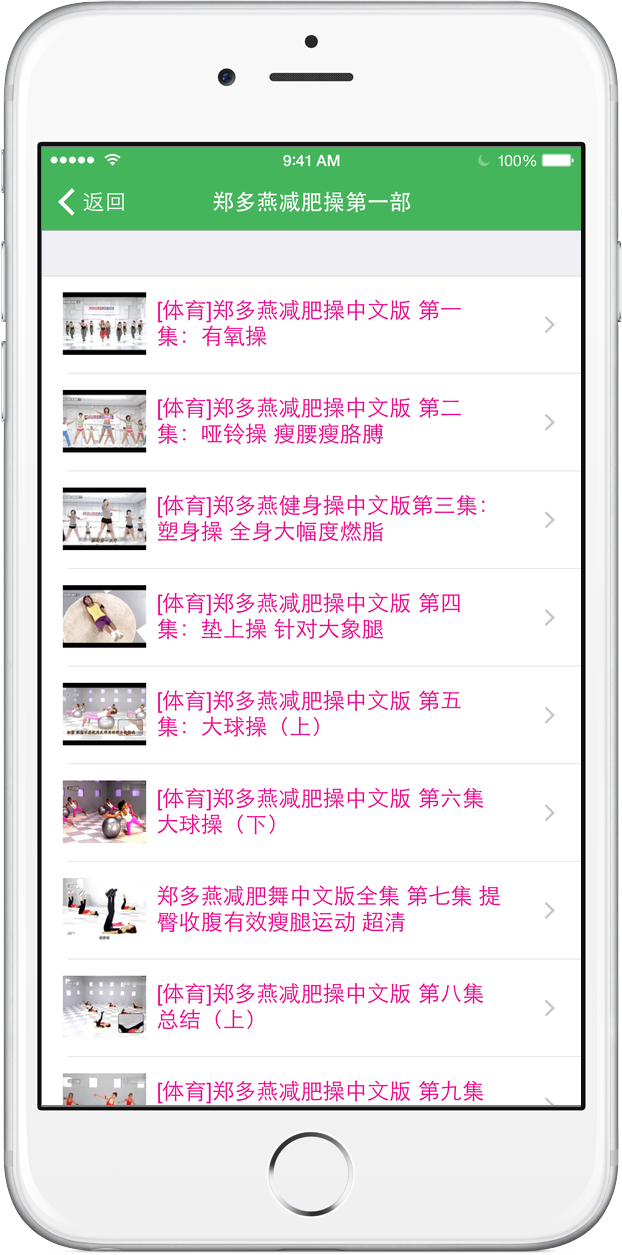 9:41 AM
100%
返回
郑多燕减肥操第一部
[体育]郑多燕减肥操中文版 第一
集：有氧操
[体育]郑多燕减肥操中文版 第二
集：哑铃操 瘦腰瘦胳膊
[体育]郑多燕健身操中文版第三集：
塑身操 全身大幅度燃脂
[体育]郑多燕减肥操中文版 第四
集：垫上操 针对大象腿
[体育]郑多燕减肥操中文版 第五
集：大球操（上）
[体育]郑多燕减肥操中文版 第六集
大球操（下）
郑多燕减肥舞中文版全集 第七集 提
臀收腹有效瘦腿运动 超清
[体育]郑多燕减肥操中文版 第八集
总结（上）
[体育]郑多燕减肥操中文版 第九集